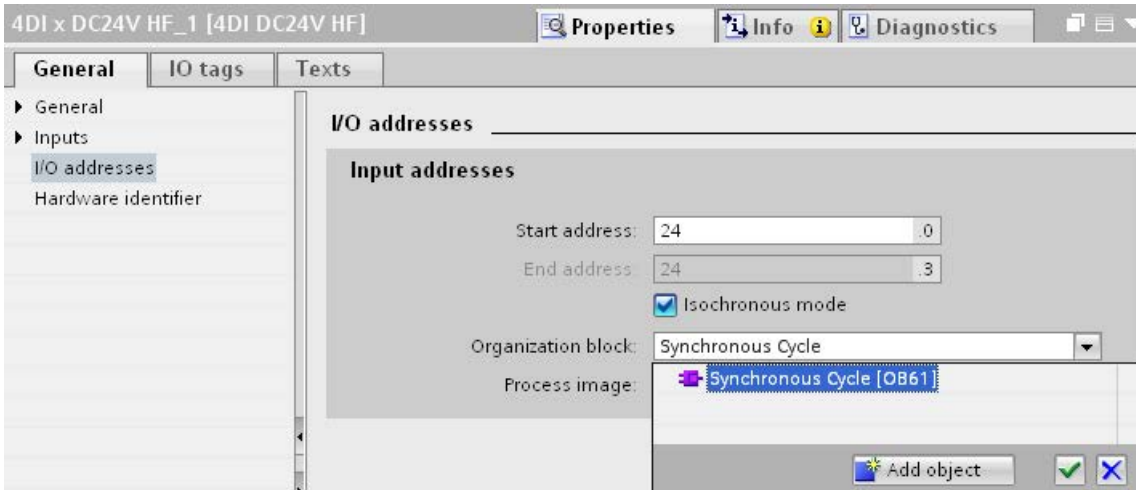 4DI x DC24V HF_1 [4DI DC24V HF]
Properties
Info
Diagnostics
General
IO tags
Texts
General
Inputs
I/O addresses
Hardware identifier
I/O addresses
Input addresses
Start address: 24 .0
End address: 24 .3
Isochronous mode
Organization block: Synchronous Cycle
Process image:
Synchronous Cycle [OB61]
Add object